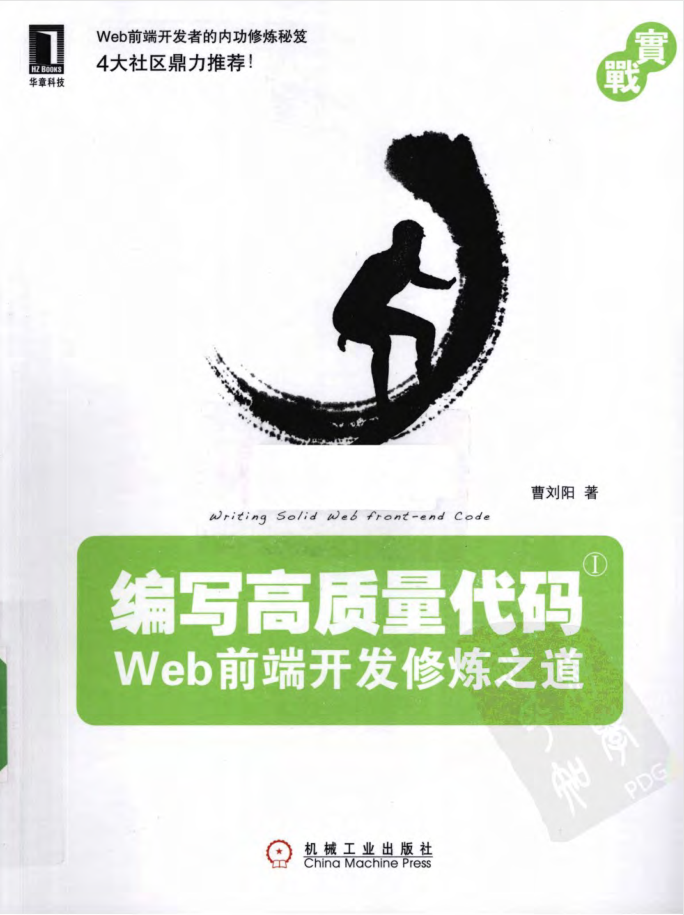 Web前端开发者的内功修炼秘笈
4大社区鼎力推荐!
HZ BOOKS
华章科技
實戰
曹刘阳 著
Writing Solid Web front-end Code
编写高质量代码
Ⅰ
Web前端开发修炼之道
PDG
机械工业出版社
China Machine Press